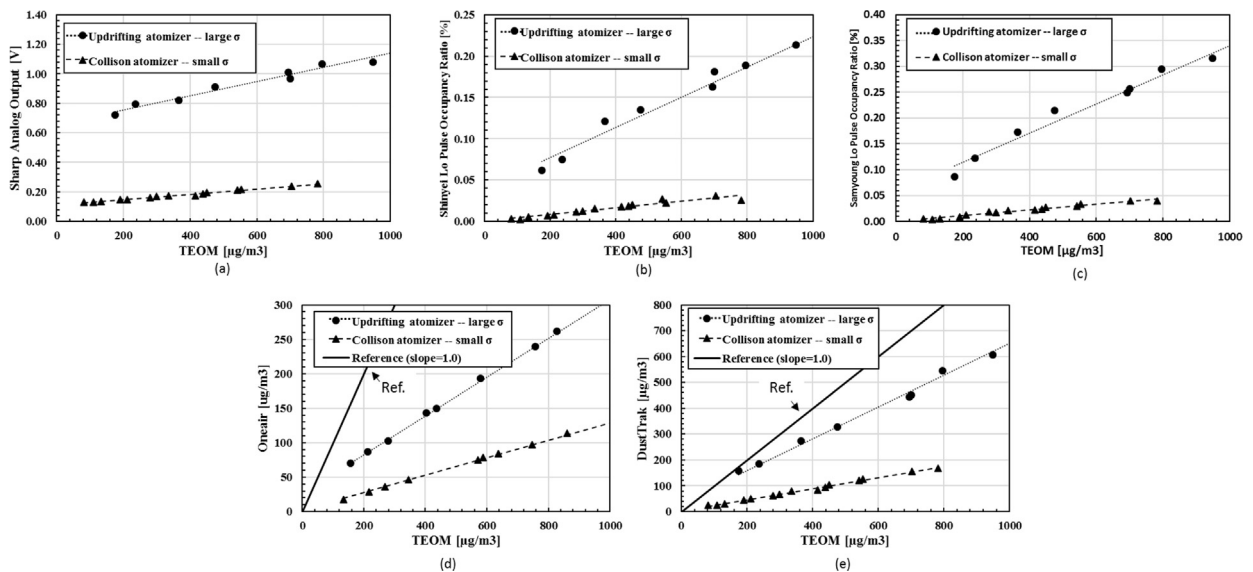 1.40
1.20
1.00
0.80
0.60
0.40
0.20
0.00
Sharp Analog Output [V]
Updrifting atomizer -- large σ
Collison atomizer -- small σ
0
200
400
600
800
1000
TEOM [µg/m3]
(a)
0.25
0.20
0.15
0.10
0.05
0.00
Shinyei Lo Pulse Occupancy Ratio [%]
Updrifting atomizer -- large σ
Collison atomizer -- small σ
0
200
400
600
800
1000
TEOM [µg/m3]
(b)
0.40
0.35
0.30
0.25
0.20
0.15
0.10
0.05
0.00
Samyoung Lo Pulse Occupancy Ratio [%]
Updrifting atomizer -- large σ
Collison atomizer -- small σ
0
200
400
600
800
1000
TEOM [µg/m3]
(c)
300
250
200
150
100
50
0
Oneair [ug/m3]
Updrifting atomizer -- large σ
Collison atomizer -- small σ
Reference (slope=1.0)
Ref.
0
200
400
600
800
1000
TEOM [µg/m3]
(d)
800
700
600
500
400
300
200
100
0
DustTrak [µg/m3]
Updrifting atomizer -- large σ
Collison atomizer -- small σ
Reference (slope=1.0)
Ref.
0
200
400
600
800
1000
TEOM [µg/m3]
(e)